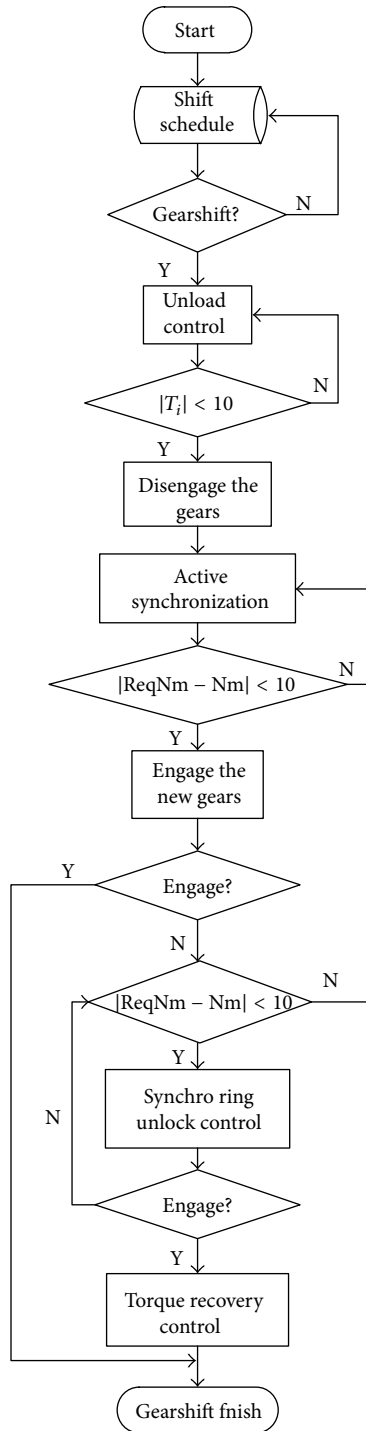 Start
Shift
schedule
Gearshift?
N
Y
Unload
control
|T_i| < 10
N
Y
Disengage the
gears
Active
synchronization
|ReqNm − Nm| < 10
N
Y
Engage the
new gears
Y
Engage?
N
|ReqNm − Nm| < 10
N
Y
Synchro ring
unlock control
N
Engage?
Y
Torque recovery
control
Gearshift fnish